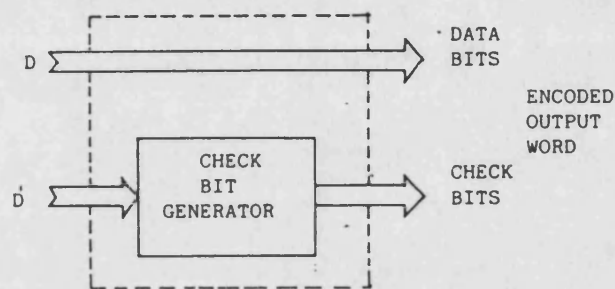 D
DATA
BITS
ENCODED
OUTPUT
WORD
D'
CHECK
BIT
GENERATOR
CHECK
BITS